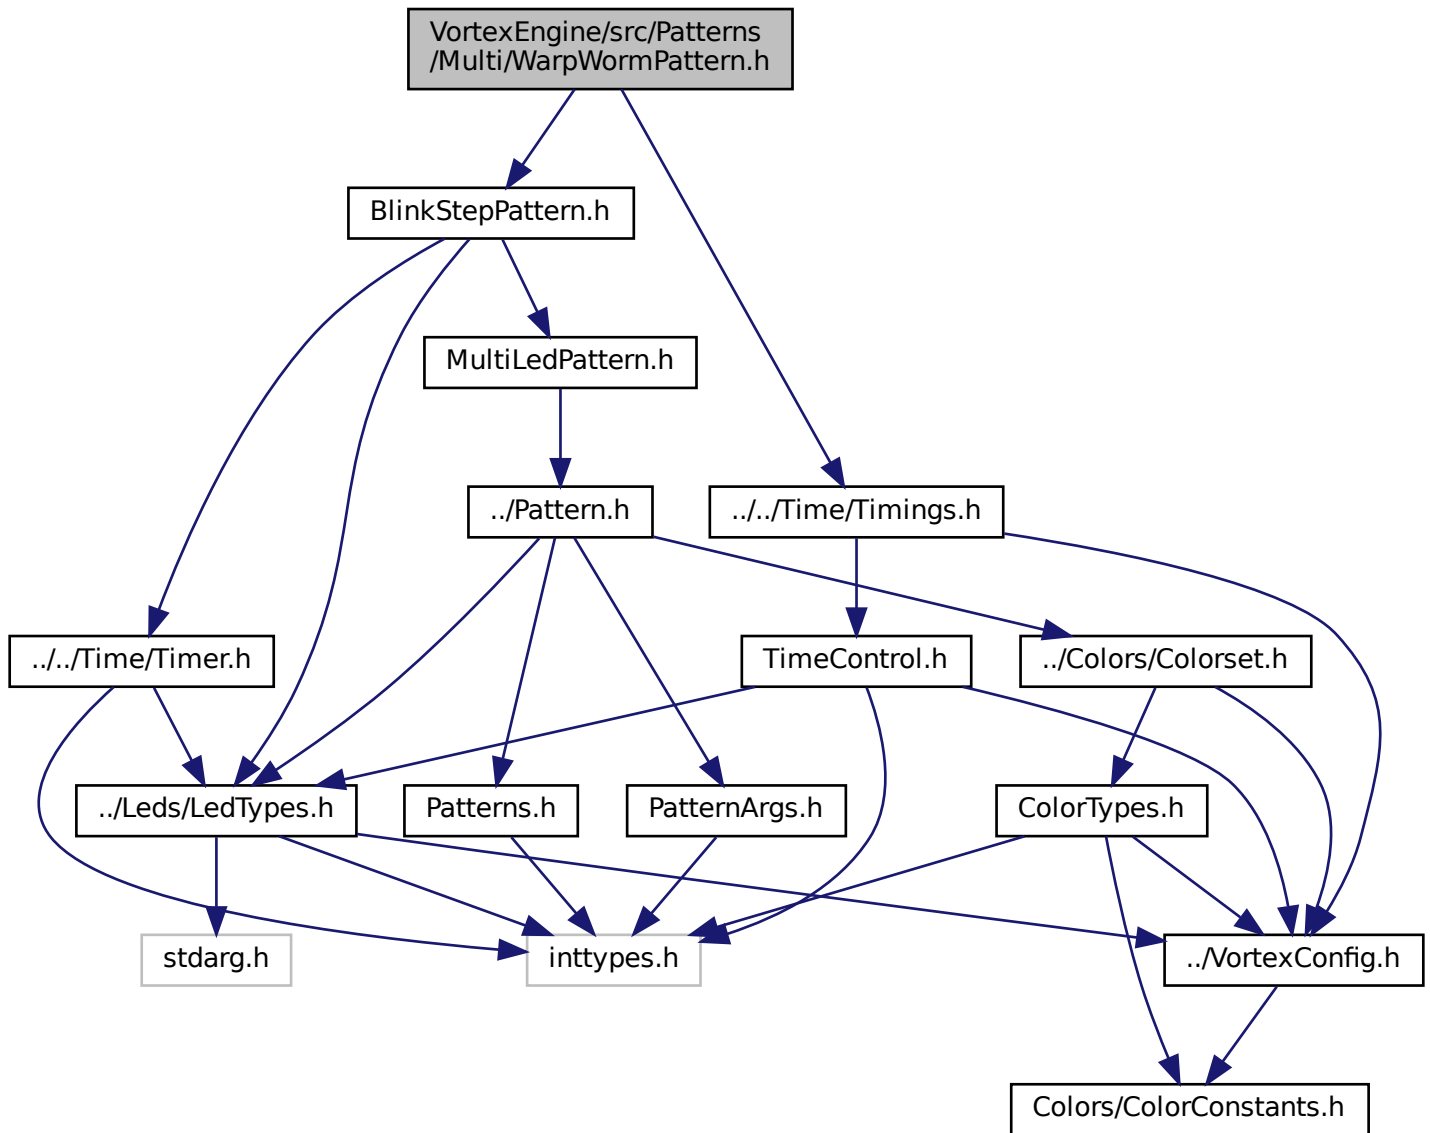 VortexEngine/src/Patterns
/Multi/WarpWormPattern.h
BlinkStepPattern.h
MultiLedPattern.h
../Pattern.h
../../Time/Timings.h
../../Time/Timer.h
TimeControl.h
../Colors/Colorset.h
../Leds/LedTypes.h
Patterns.h
PatternArgs.h
ColorTypes.h
stdarg.h
inttypes.h
../VortexConfig.h
Colors/ColorConstants.h